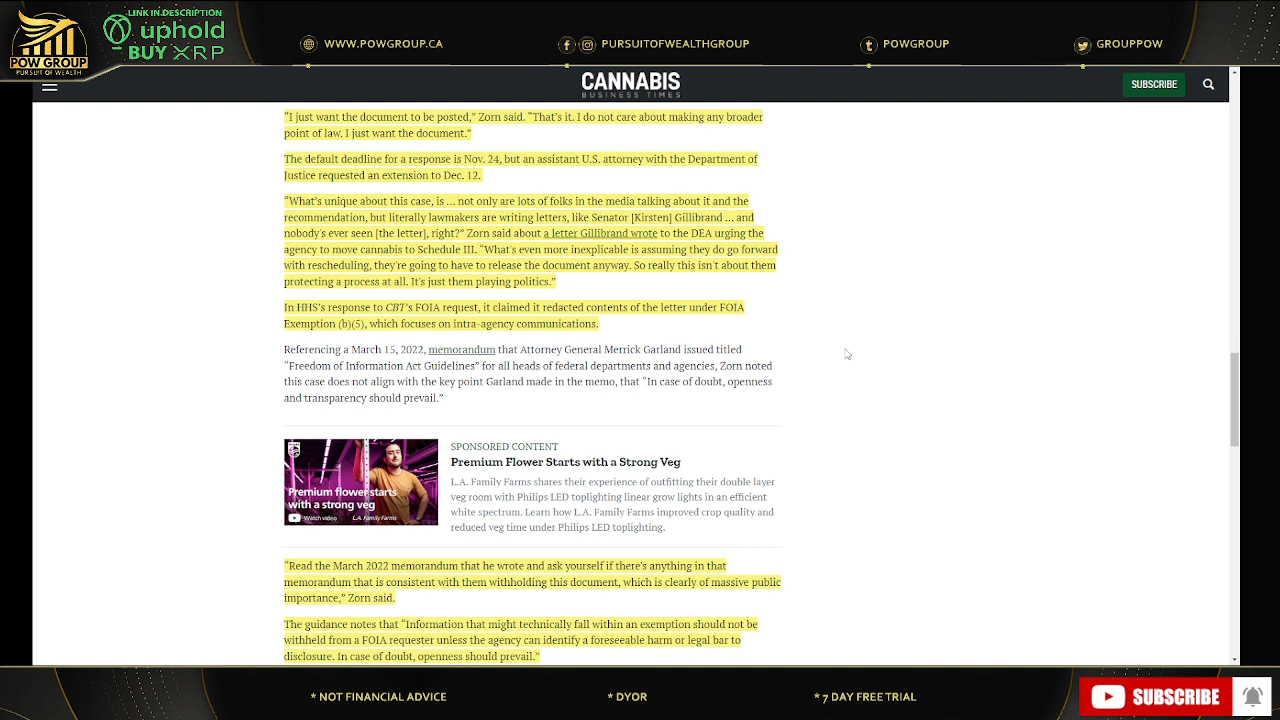 LINK IN DESCRIPTION
uphold
BUY XRP
POW GROUP
PURSUIT OF WEALTH
WWW.POWGROUP.CA
PURSUITOFWEALTHGROUP
POWGROUP
GROUPPOW
CANNABIS
BUSINESS TIMES
SUBSCRIBE
“I just want the document to be posted,” Zorn said. “That’s it. I do not care about making any broader
point of law. I just want the document.”
The default deadline for a response is Nov. 24, but an assistant U.S. attorney with the Department of
Justice requested an extension to Dec. 12.
“What’s unique about this case, is … not only are lots of folks in the media talking about it and the
recommendation, but literally lawmakers are writing letters, like Senator [Kirsten] Gillibrand … and
nobody's ever seen [the letter], right?” Zorn said about a letter Gillibrand wrote to the DEA urging the
agency to move cannabis to Schedule III. “What's even more inexplicable is assuming they do go forward
with rescheduling, they're going to have to release the document anyway. So really this isn't about them
protecting a process at all. It's just them playing politics.”
In HHS’s response to CBT’s FOIA request, it claimed it redacted contents of the letter under FOIA
Exemption (b)(5), which focuses on intra-agency communications.
Referencing a March 15, 2022, memorandum that Attorney General Merrick Garland issued titled
“Freedom of Information Act Guidelines” for all heads of federal departments and agencies, Zorn noted
this case does not align with the key point Garland made in the memo, that “In case of doubt, openness
and transparency should prevail.”
SPONSORED CONTENT
Premium Flower Starts with a Strong Veg
L.A. Family Farms shares their experience of outfitting their double layer
veg room with Philips LED toplighting linear grow lights in an efficient
white spectrum. Learn how L.A. Family Farms improved crop quality and
reduced veg time under Philips LED toplighting.
Premium flower starts
with a strong veg
Watch video L.A. Family Farms
“Read the March 2022 memorandum that he wrote and ask yourself if there's anything in that
memorandum that is consistent with them withholding this document, which is clearly of massive public
importance,” Zorn said.
The guidance notes that “Information that might technically fall within an exemption should not be
withheld from a FOIA requester unless the agency can identify a foreseeable harm or legal bar to
disclosure. In case of doubt, openness should prevail.”
* NOT FINANCIAL ADVICE
* DYOR
* 7 DAY FREE TRIAL
SUBSCRIBE